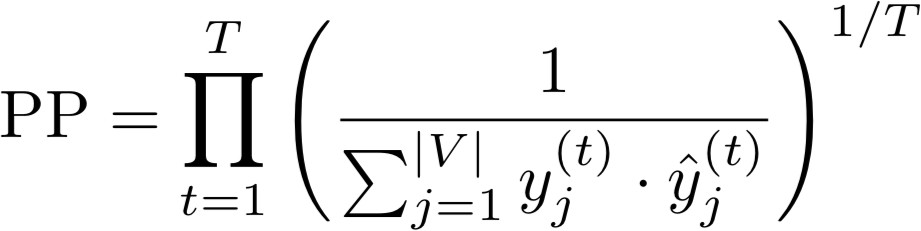 PP = \prod_{t=1}^{T} \left( \frac{1}{\sum_{j=1}^{|V|} y_j^{(t)} \cdot \hat{y}_j^{(t)}} \right)^{1/T}